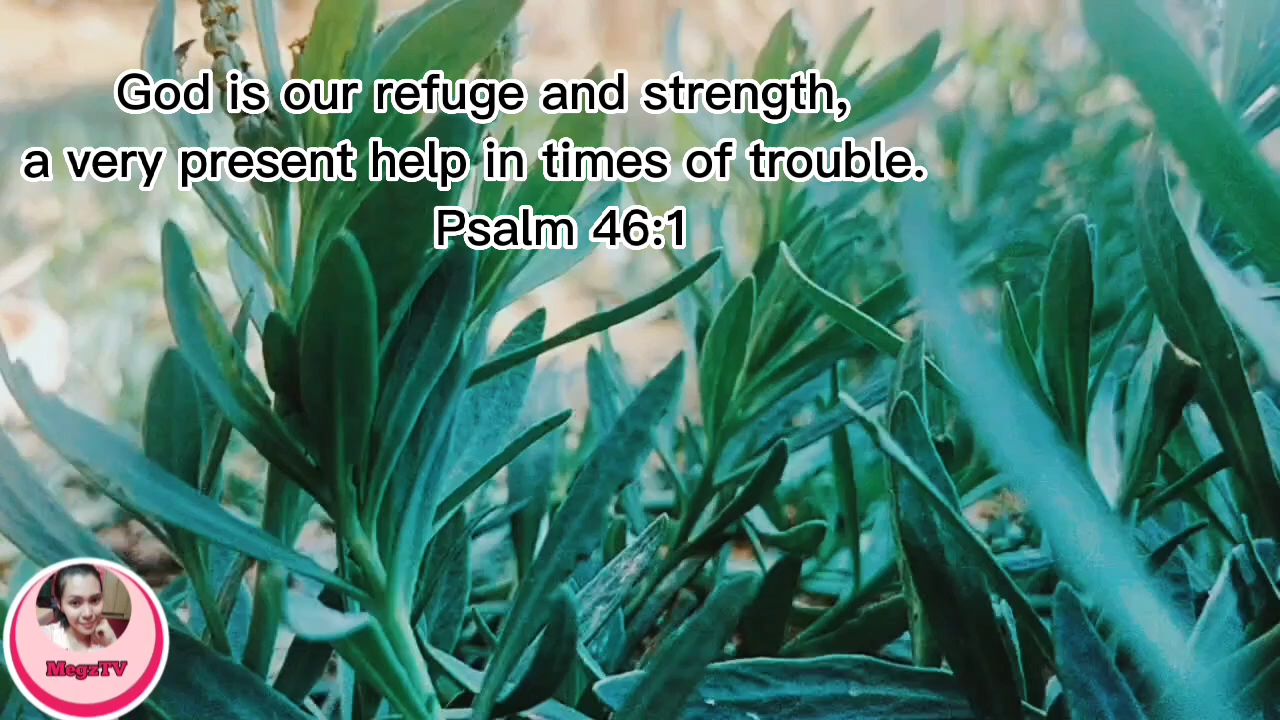 God is our refuge and strength,
a very present help in times of trouble.
Psalm 46:1
MegzTV